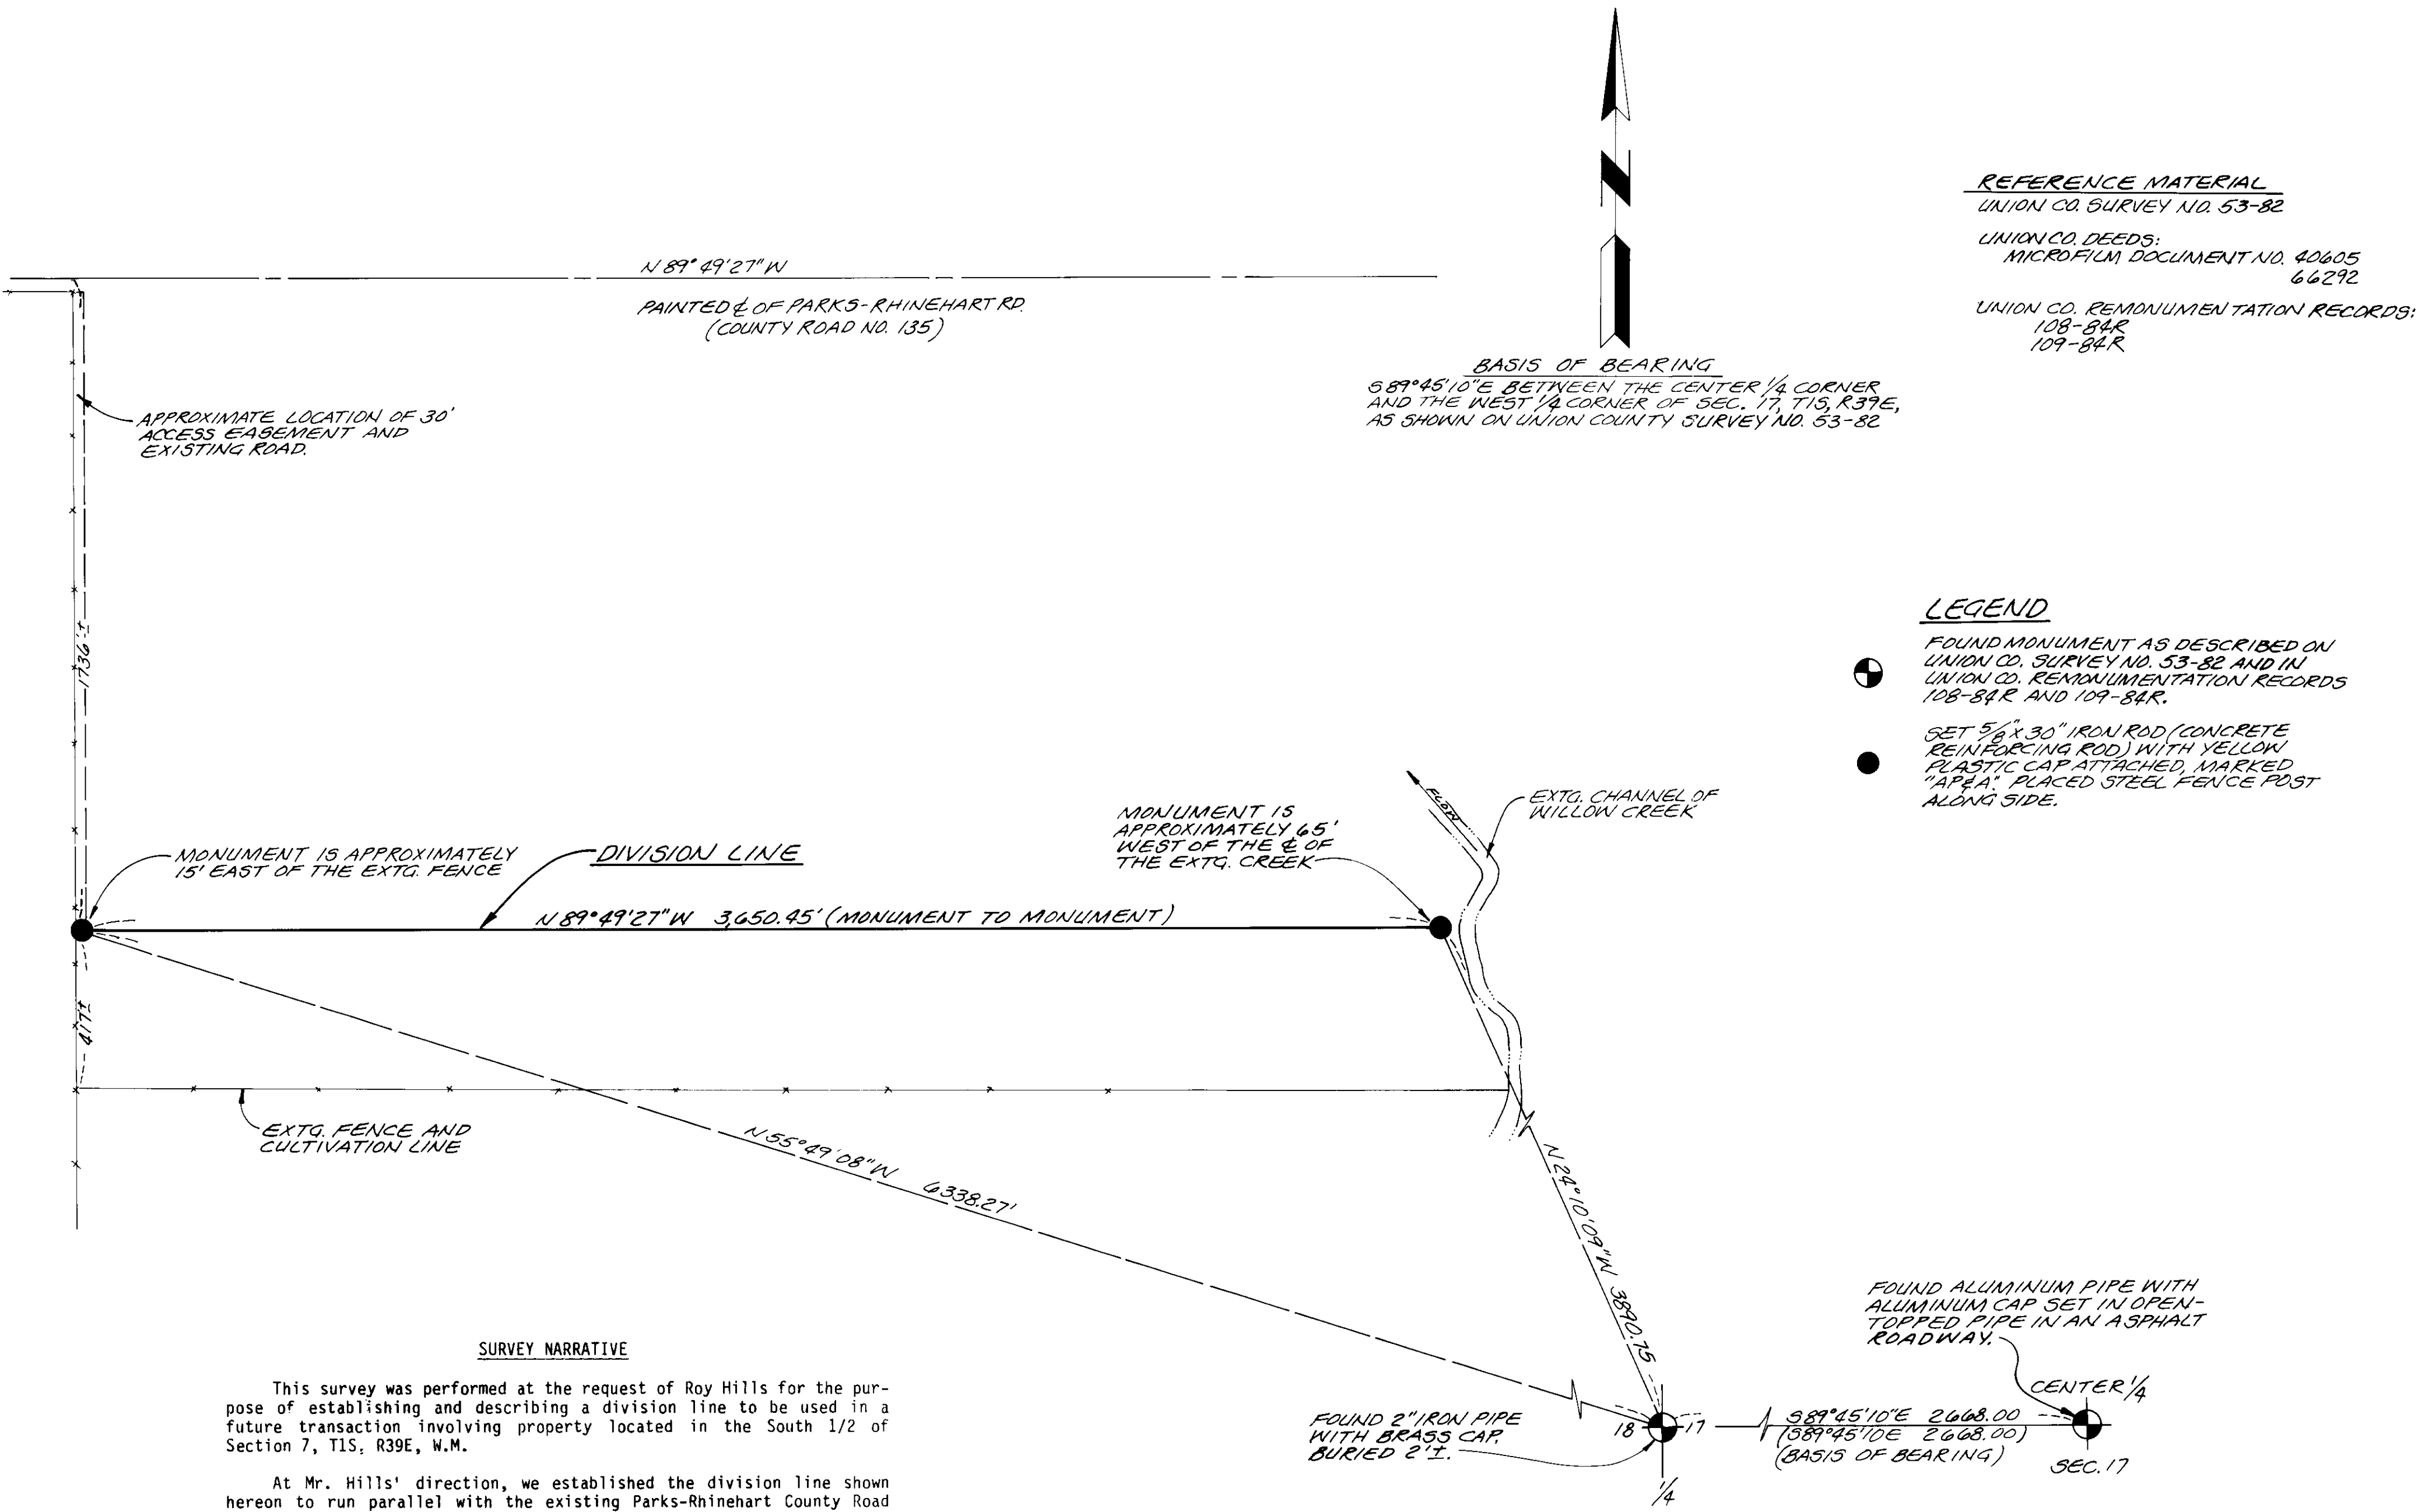 N 89° 49' 27" W
PAINTED ℄ OF PARKS-RHINEHART RD.
(COUNTY ROAD NO. 135)
N
REFERENCE MATERIAL
UNION CO. SURVEY NO. 53-82
UNION CO. DEEDS:
MICROFILM DOCUMENT NO. 40605
66292
UNION CO. REMONUMENTATION RECORDS:
108-84R
109-84R
BASIS OF BEARING
S 89°45'10"E BETWEEN THE CENTER 1/4 CORNER
AND THE WEST 1/4 CORNER OF SEC. 17, T1S, R39E,
AS SHOWN ON UNION COUNTY SURVEY NO. 53-82
APPROXIMATE LOCATION OF 30'
ACCESS EASEMENT AND
EXISTING ROAD.
1736'±
LEGEND
FOUND MONUMENT AS DESCRIBED ON
UNION CO. SURVEY NO. 53-82 AND IN
UNION CO. REMONUMENTATION RECORDS
108-84R AND 109-84R.
SET 5/8" X 30" IRON ROD (CONCRETE
REINFORCING ROD) WITH YELLOW
PLASTIC CAP ATTACHED, MARKED
"AP&A". PLACED STEEL FENCE POST
ALONG SIDE.
FLOW
EXTG. CHANNEL OF
WILLOW CREEK
MONUMENT IS
APPROXIMATELY 65'
WEST OF THE ℄ OF
THE EXTG. CREEK
MONUMENT IS APPROXIMATELY
15' EAST OF THE EXTG. FENCE
DIVISION LINE
N 89°49'27" W 3,650.45' (MONUMENT TO MONUMENT)
417'±
EXTG. FENCE AND
CULTIVATION LINE
N 55° 49' 08" W 6338.27'
N 24° 10' 09" W 3890.75
FOUND ALUMINUM PIPE WITH
ALUMINUM CAP SET IN OPEN-
TOPPED PIPE IN AN ASPHALT
ROADWAY.
CENTER 1/4
FOUND 2" IRON PIPE
WITH BRASS CAP.
BURIED 2'±.
18 17
1/4
S89°45'10"E 2668.00
(S89°45'10E 2668.00)
(BASIS OF BEARING)
SEC. 17
SURVEY NARRATIVE
This survey was performed at the request of Roy Hills for the pur-
pose of establishing and describing a division line to be used in a
future transaction involving property located in the South 1/2 of
Section 7, T1S, R39E, W.M.
At Mr. Hills' direction, we established the division line shown
hereon to run parallel with the existing Parks-Rhinehart County Road